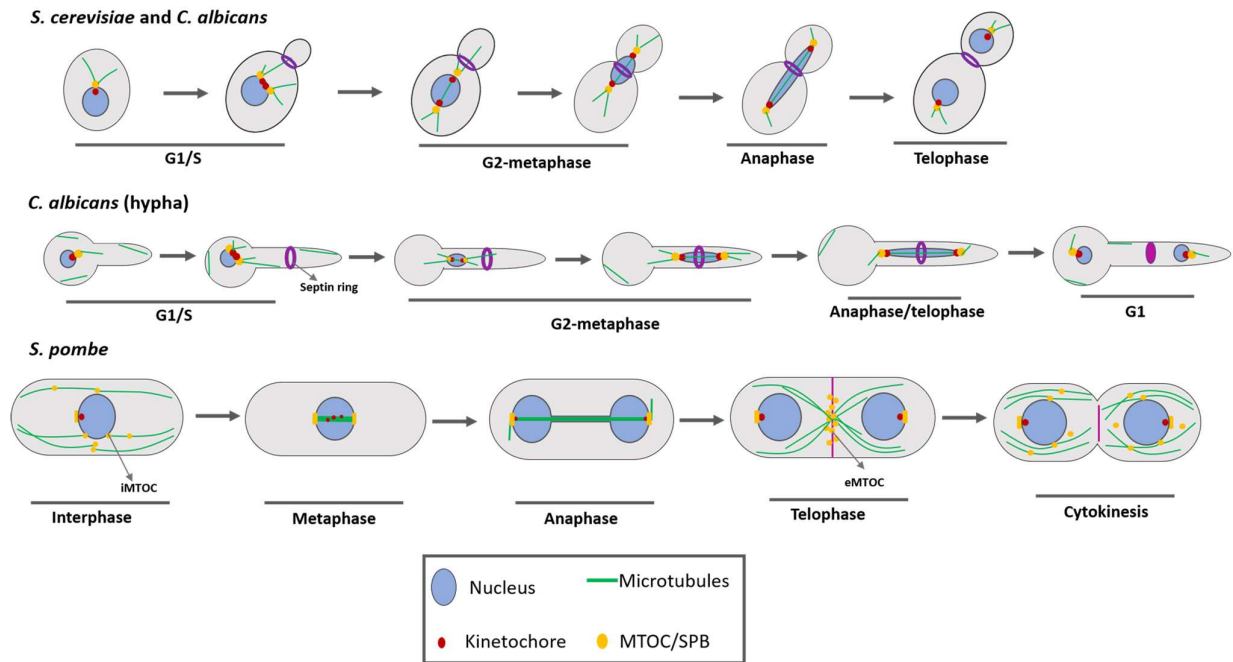 S. cerevisiae and C. albicans
G1/S
G2-metaphase
Anaphase
Telophase
C. albicans (hypha)
Septin ring
G1/S
G2-metaphase
Anaphase/telophase
G1
S. pombe
iMTOC
eMTOC
Interphase
Metaphase
Anaphase
Telophase
Cytokinesis
Nucleus
Microtubules
Kinetochore
MTOC/SPB